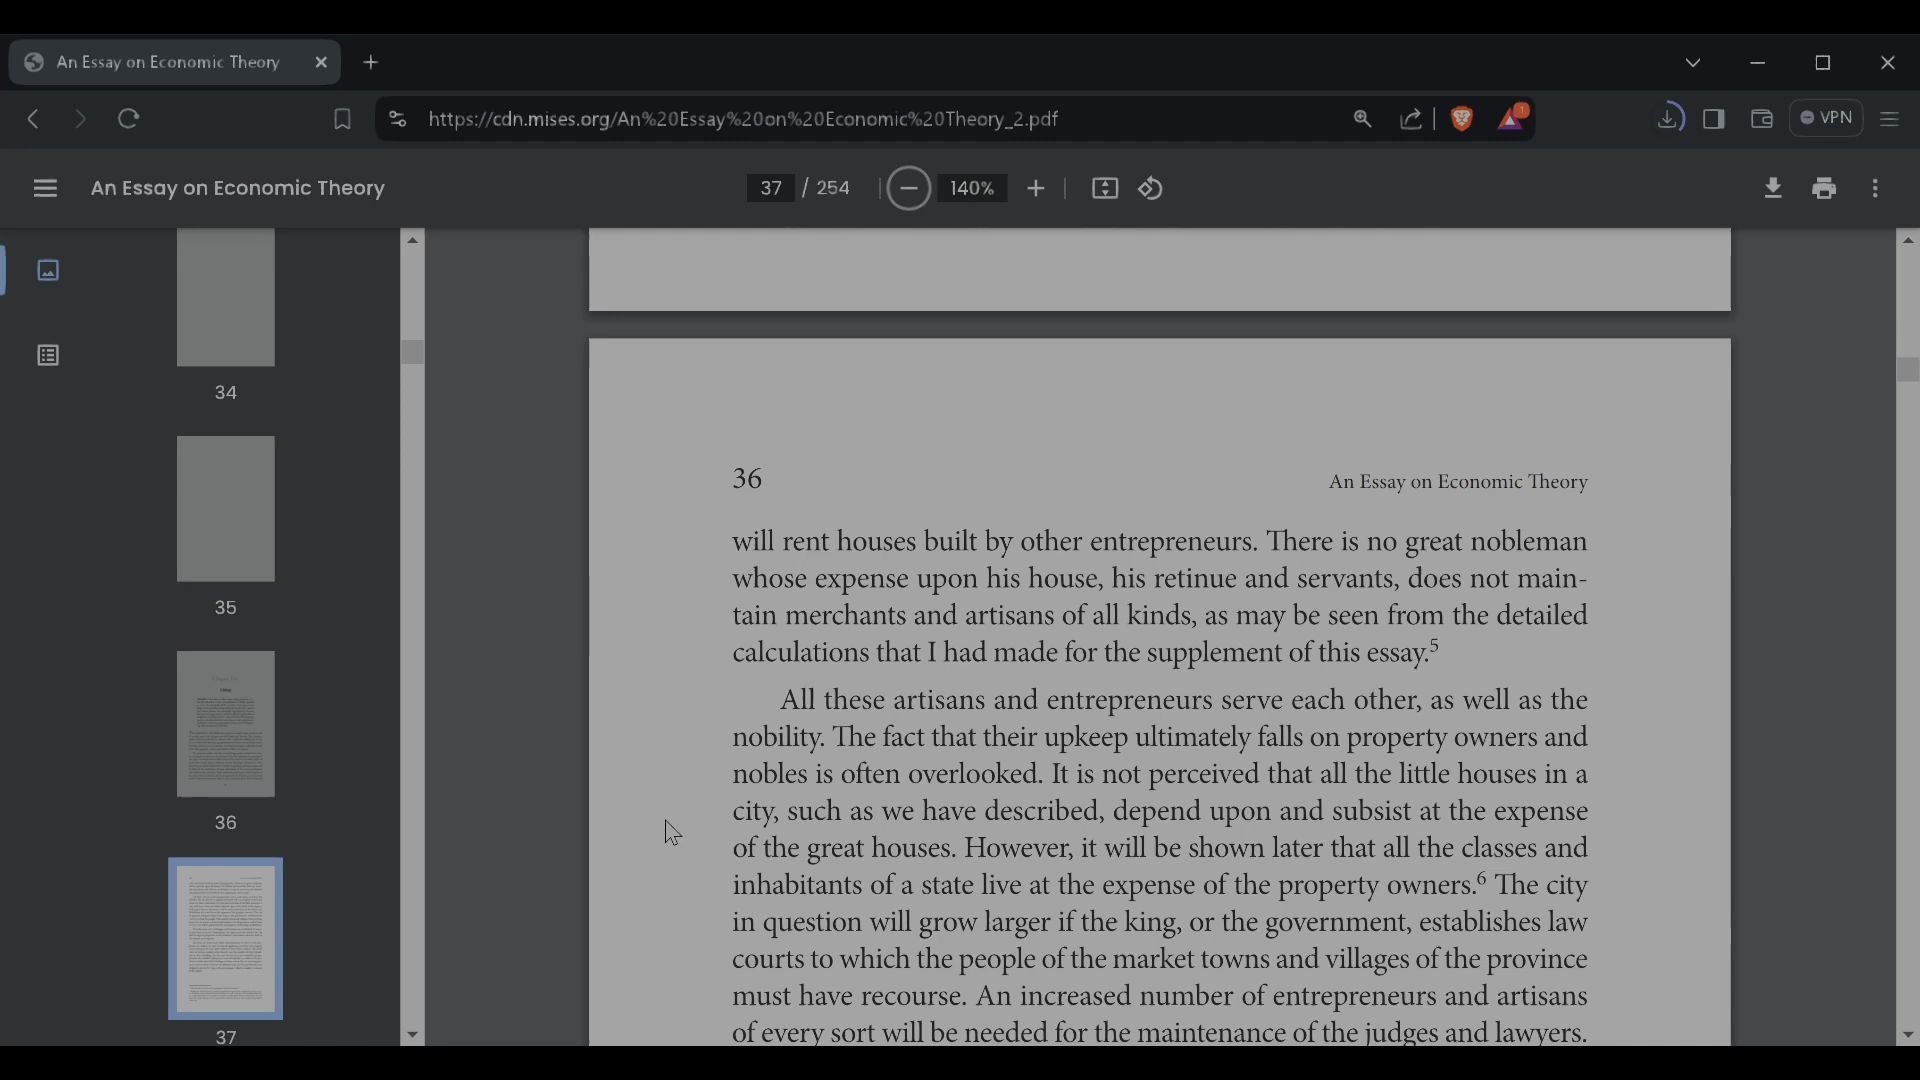 An Essay on Economic Theory
https://cdn.mises.org/An%20Essay%20on%20Economic%20Theory_2.pdf
1
VPN
An Essay on Economic Theory
37 / 254
140%
34
35
36
37
36
An Essay on Economic Theory
will rent houses built by other entrepreneurs. There is no great nobleman
whose expense upon his house, his retinue and servants, does not main-
tain merchants and artisans of all kinds, as may be seen from the detailed
calculations that I had made for the supplement of this essay.5
All these artisans and entrepreneurs serve each other, as well as the
nobility. The fact that their upkeep ultimately falls on property owners and
nobles is often overlooked. It is not perceived that all the little houses in a
city, such as we have described, depend upon and subsist at the expense
of the great houses. However, it will be shown later that all the classes and
inhabitants of a state live at the expense of the property owners.6 The city
in question will grow larger if the king, or the government, establishes law
courts to which the people of the market towns and villages of the province
must have recourse. An increased number of entrepreneurs and artisans
of every sort will be needed for the maintenance of the judges and lawyers.